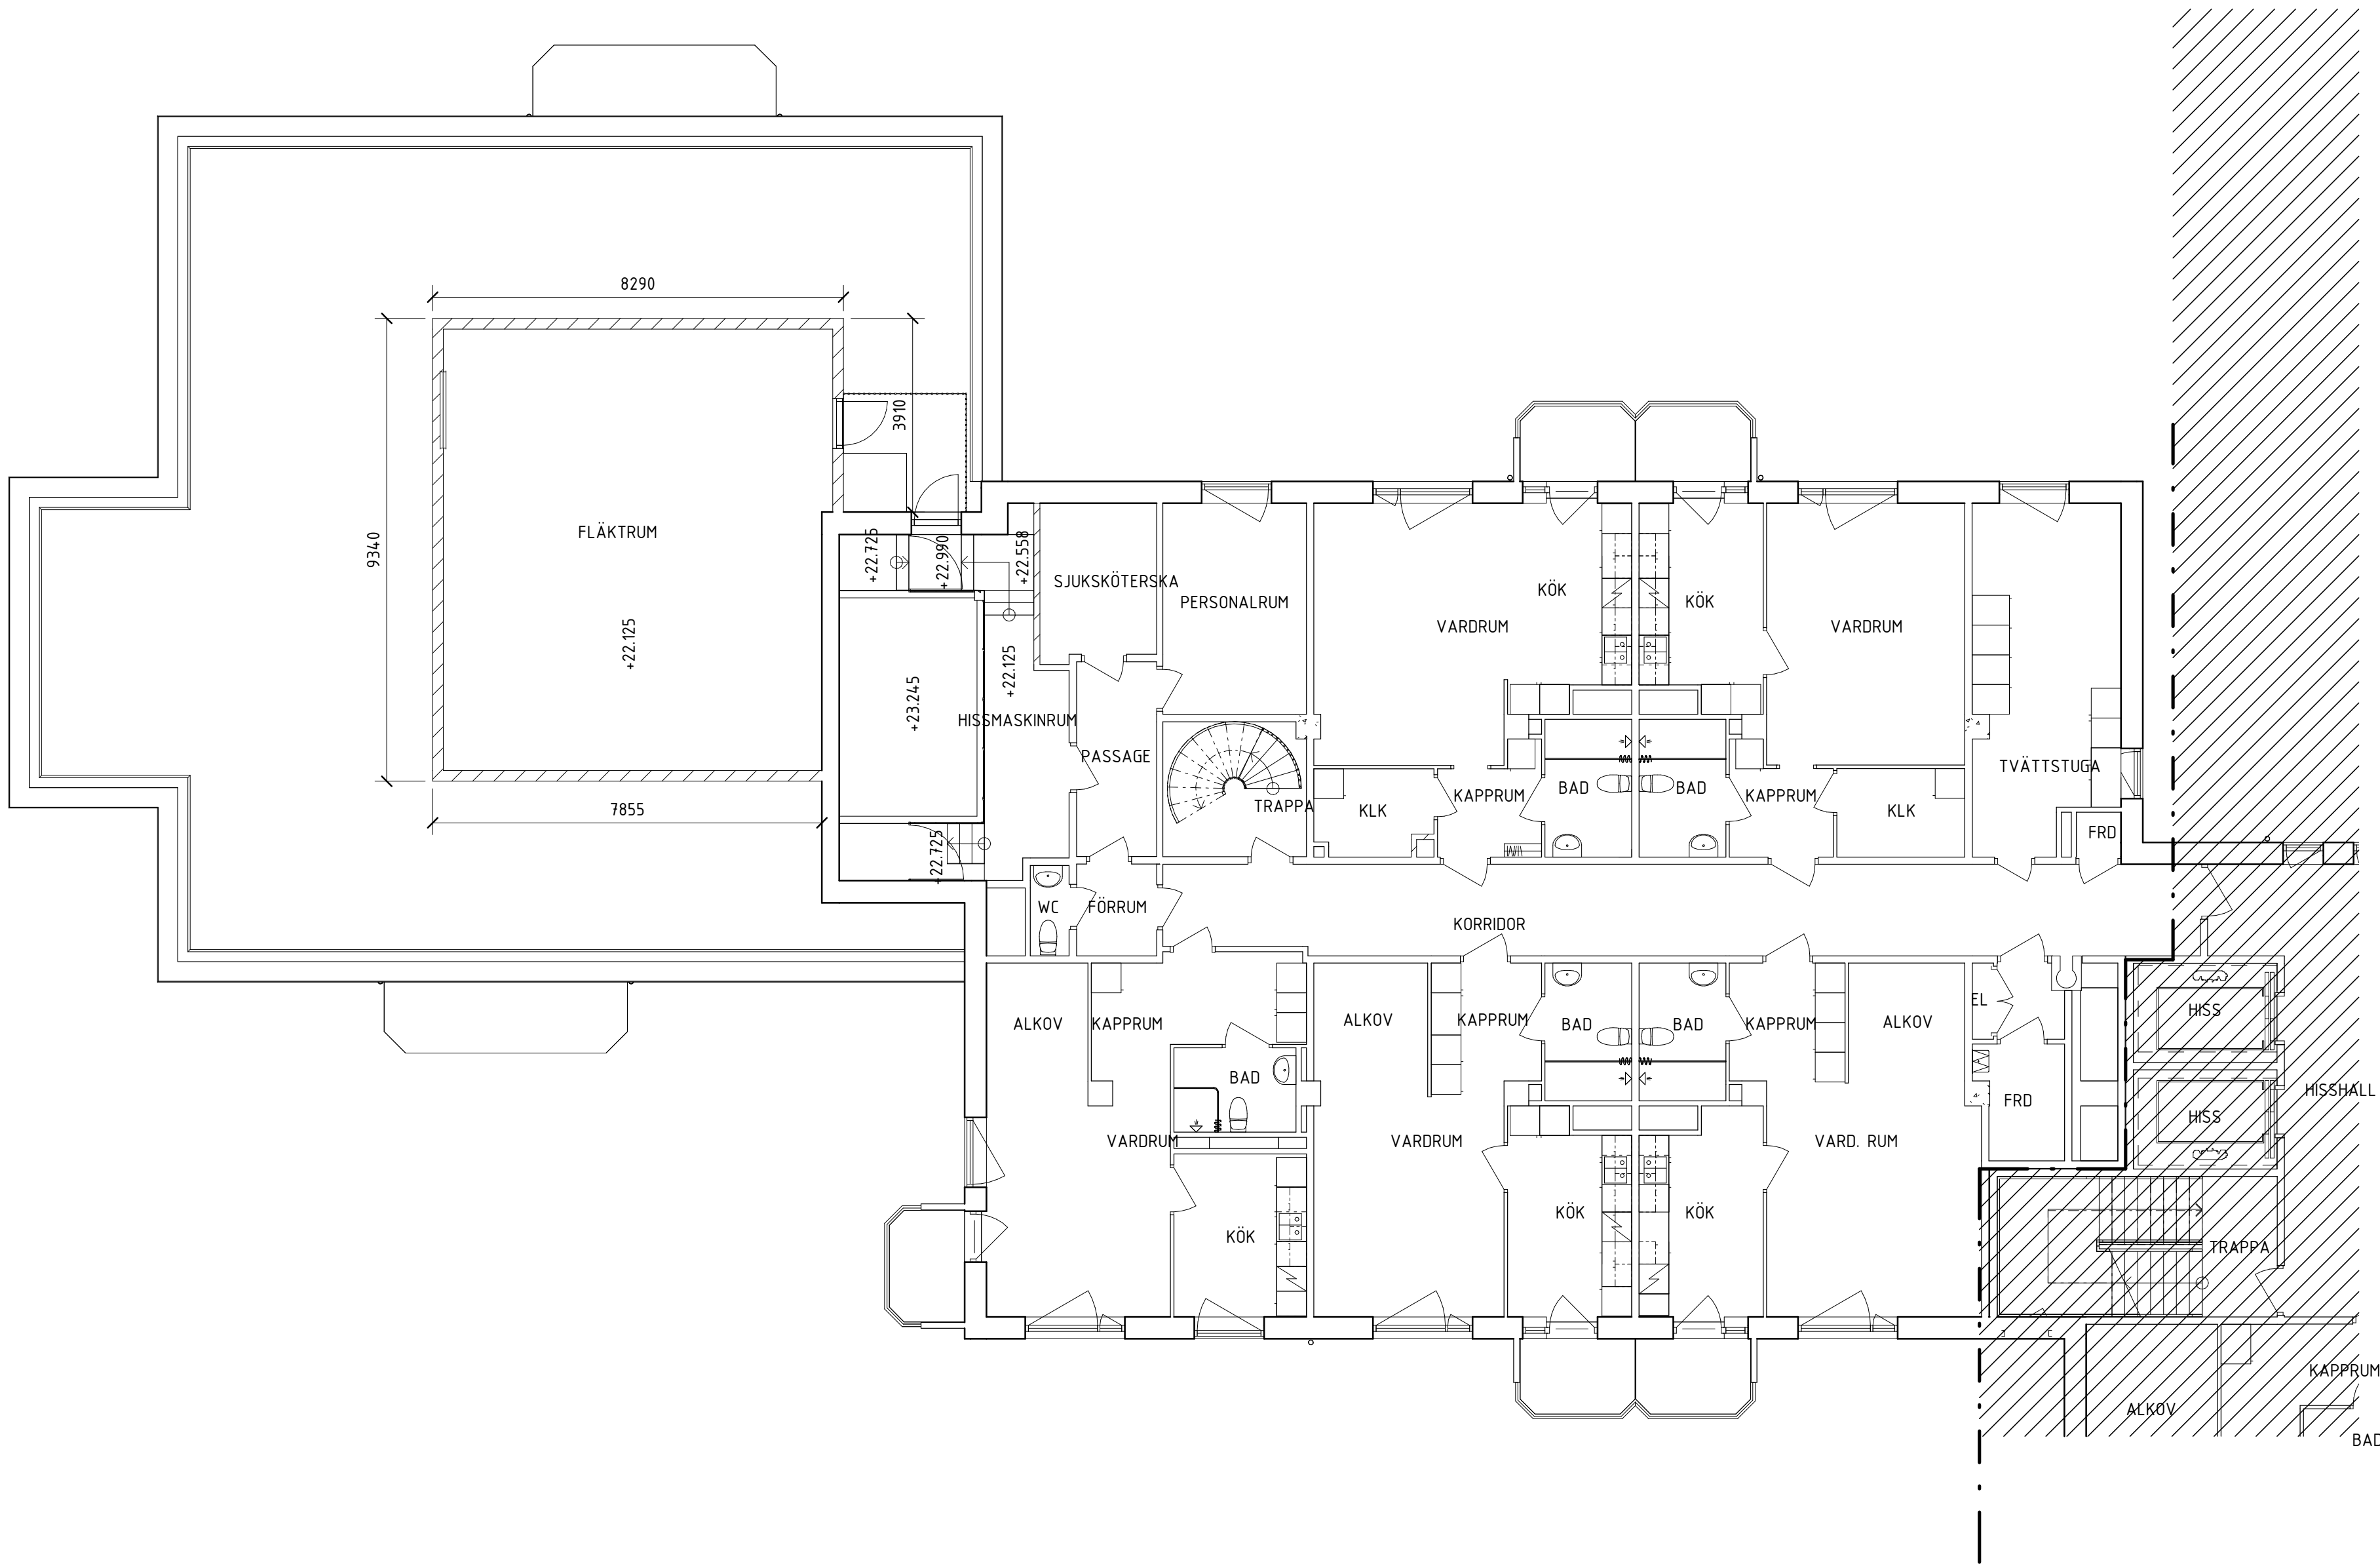 8290
3910
9340
FLÄKTRUM
+22.125
7855
+22.725
+22.990
+22.558
SJUKSKÖTERSKA
PERSONALRUM
VARDRUM
KÖK
KÖK
VARDRUM
+22.125
+23.245
HISSMASKINRUM
PASSAGE
TRAPPA
KLK
KAPPRUM
BAD
BAD
KAPPRUM
KLK
TVÄTTSTUGA
FRD
+22.725
WC
FÖRRUM
KORRIDOR
ALKOV
KAPPRUM
ALKOV
KAPPRUM
BAD
BAD
KAPPRUM
ALKOV
EL
HISS
BAD
FRD
HISSHALL
HISS
VARDRUM
VARDRUM
VARD. RUM
KÖK
KÖK
KÖK
TRAPPA
KAPPRUM
ALKOV
BAD